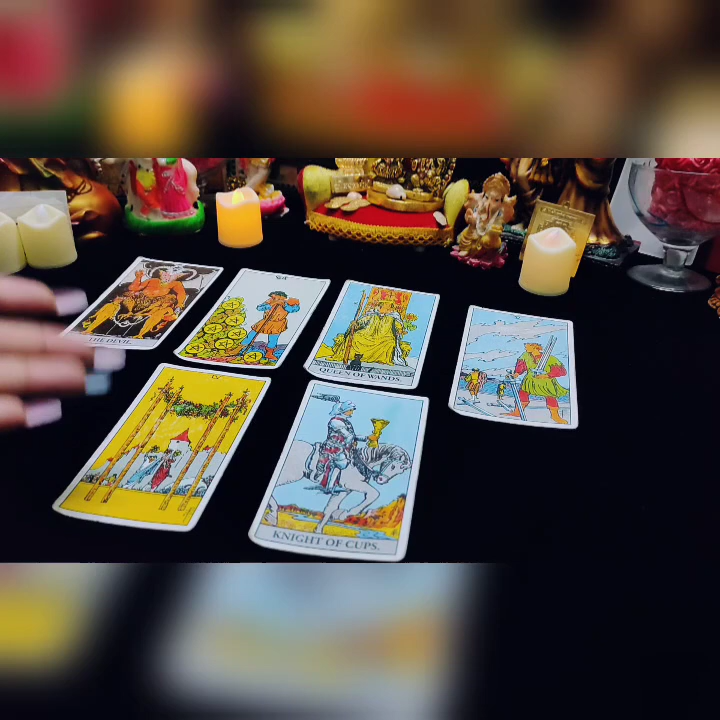 THE DEVIL.
QUEEN OF WANDS.
KNIGHT OF CUPS.